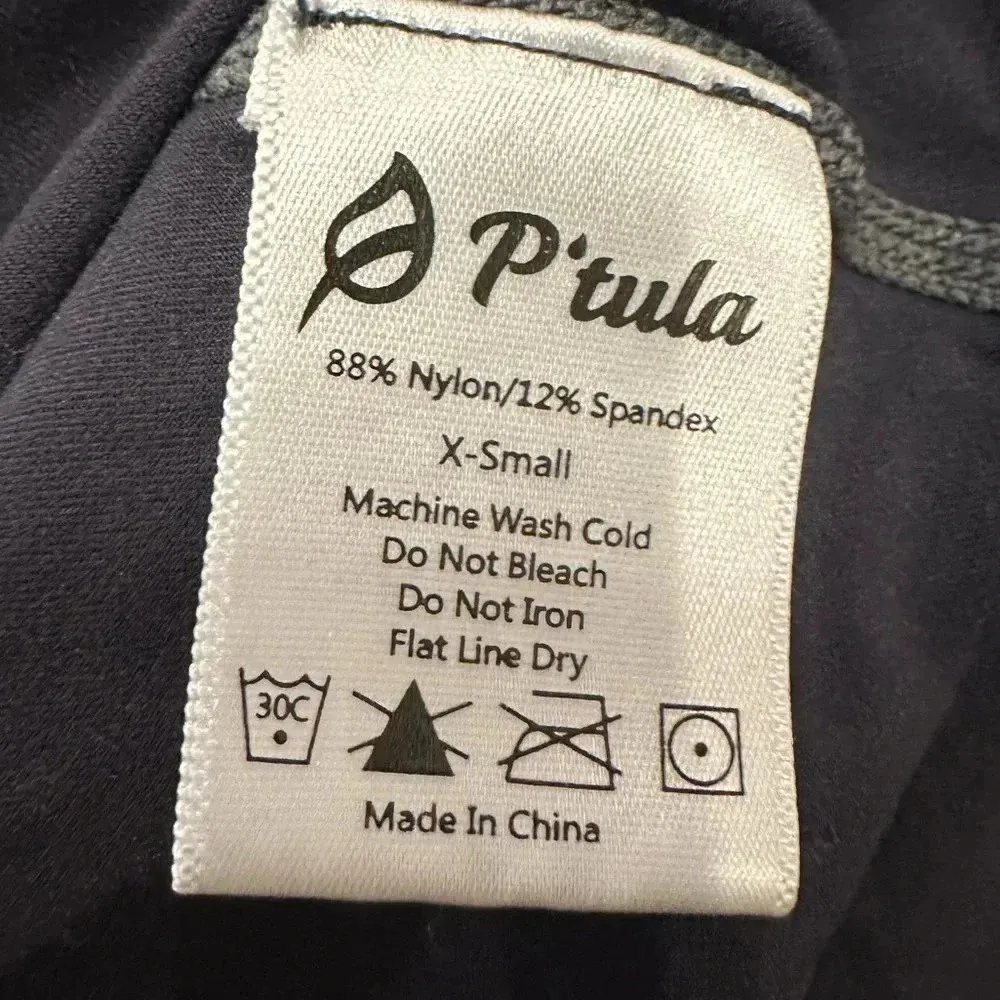 P'tula
88% Nylon/12% Spandex
X-Small
Machine Wash Cold
Do Not Bleach
Do Not Iron
Flat Line Dry
30C
Made In China